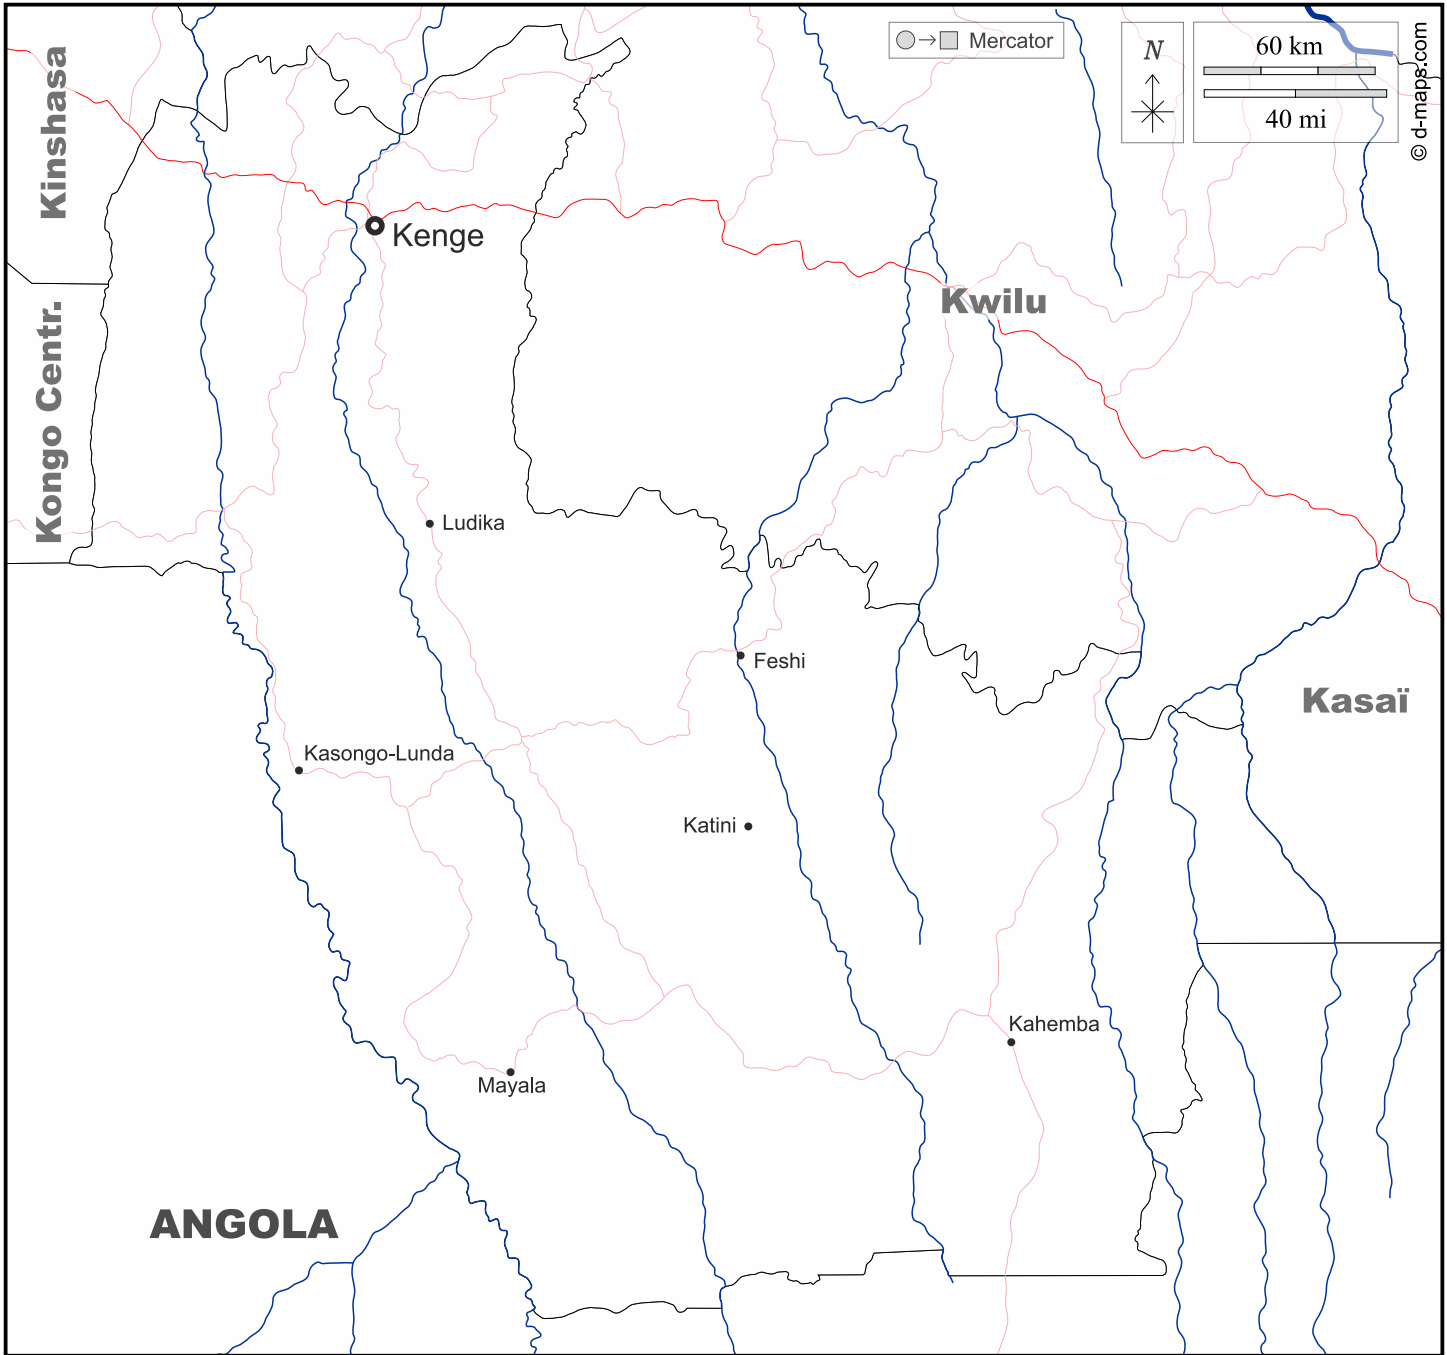 Kinshasa
Mercator
N
60 km
40 mi
© d-maps.com
Kenge
Kwilu
Kongo Centr.
Ludika
Feshi
Kasaï
Kasongo-Lunda
Katini
Kahemba
Mayala
ANGOLA